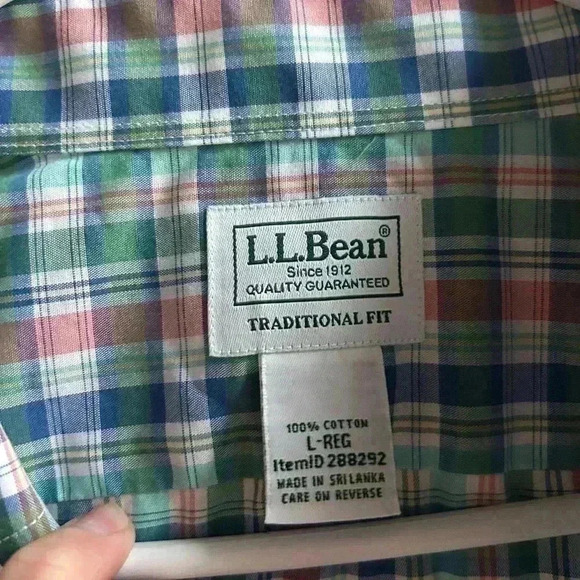 L.L.Bean®
Since 1912
QUALITY GUARANTEED
TRADITIONAL FIT
100% COTTON
L-REG
ItemID 288292
MADE IN SRI LANKA
CARE ON REVERSE